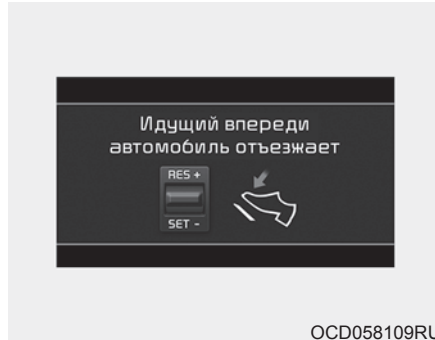 Идущий впереди
автомобиль отъезжает
RES +
SET -
OCD058109RU